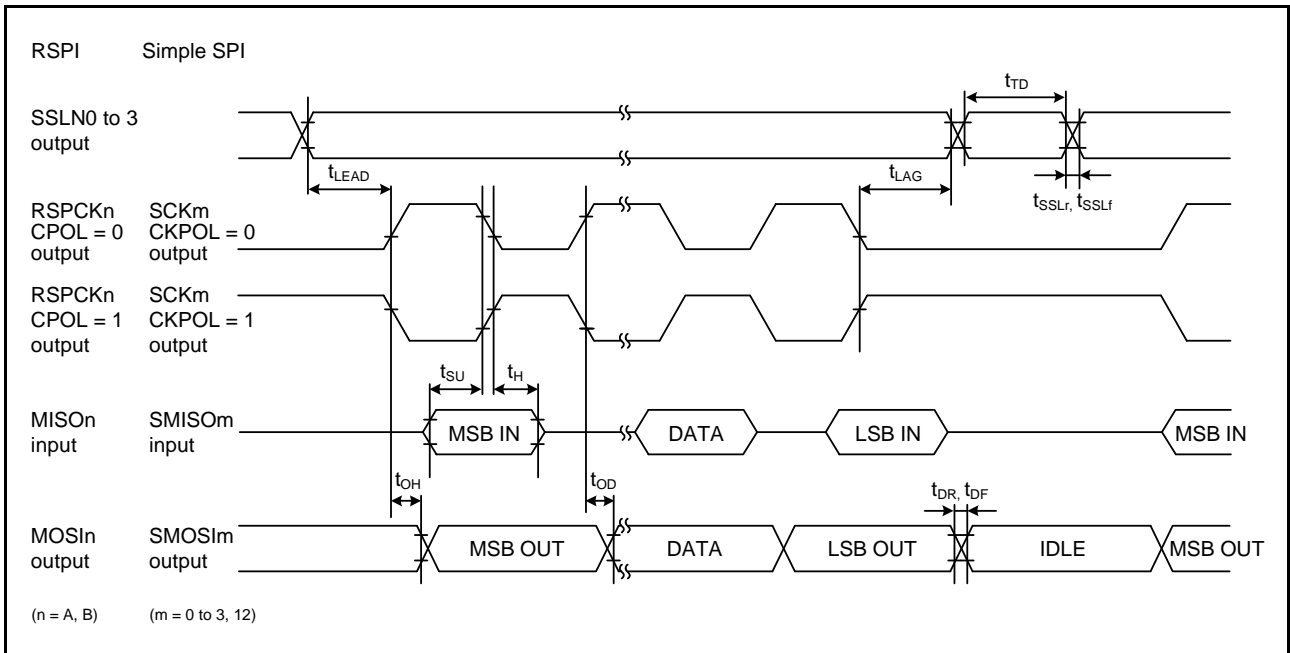 RSPI Simple SPI
tTD
SSLN0 to 3
output
tLEAD tLAG
tSSLr, tSSLf
RSPCKn SCKm
CPOL = 0 CKPOL = 0
output output
RSPCKn SCKm
CPOL = 1 CKPOL = 1
output output
tSU tH
MISOn SMISOm
input input
MSB IN DATA LSB IN MSB IN
tOH tOD tDR, tDF
MOSIn SMOSIm
output output
MSB OUT DATA LSB OUT IDLE MSB OUT
(n = A, B) (m = 0 to 3, 12)